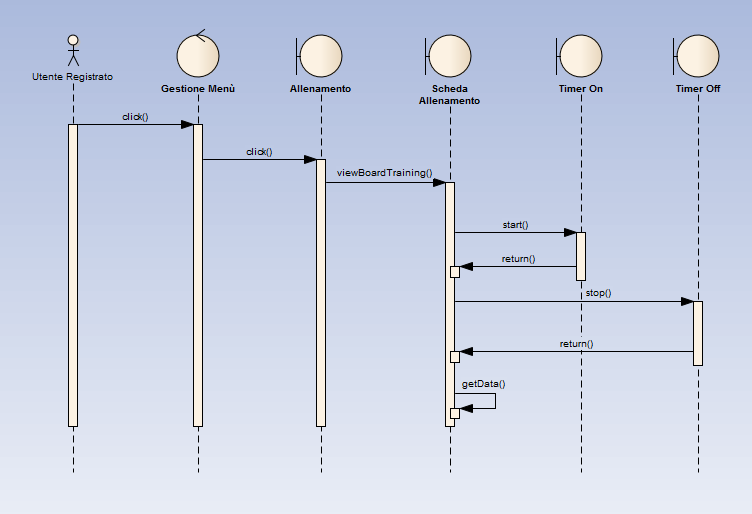 Utente Registrato
Gestione Menù
Allenamento
Scheda
Allenamento
Timer On
Timer Off
click()
click()
viewBoardTraining()
start()
return()
stop()
return()
getData()